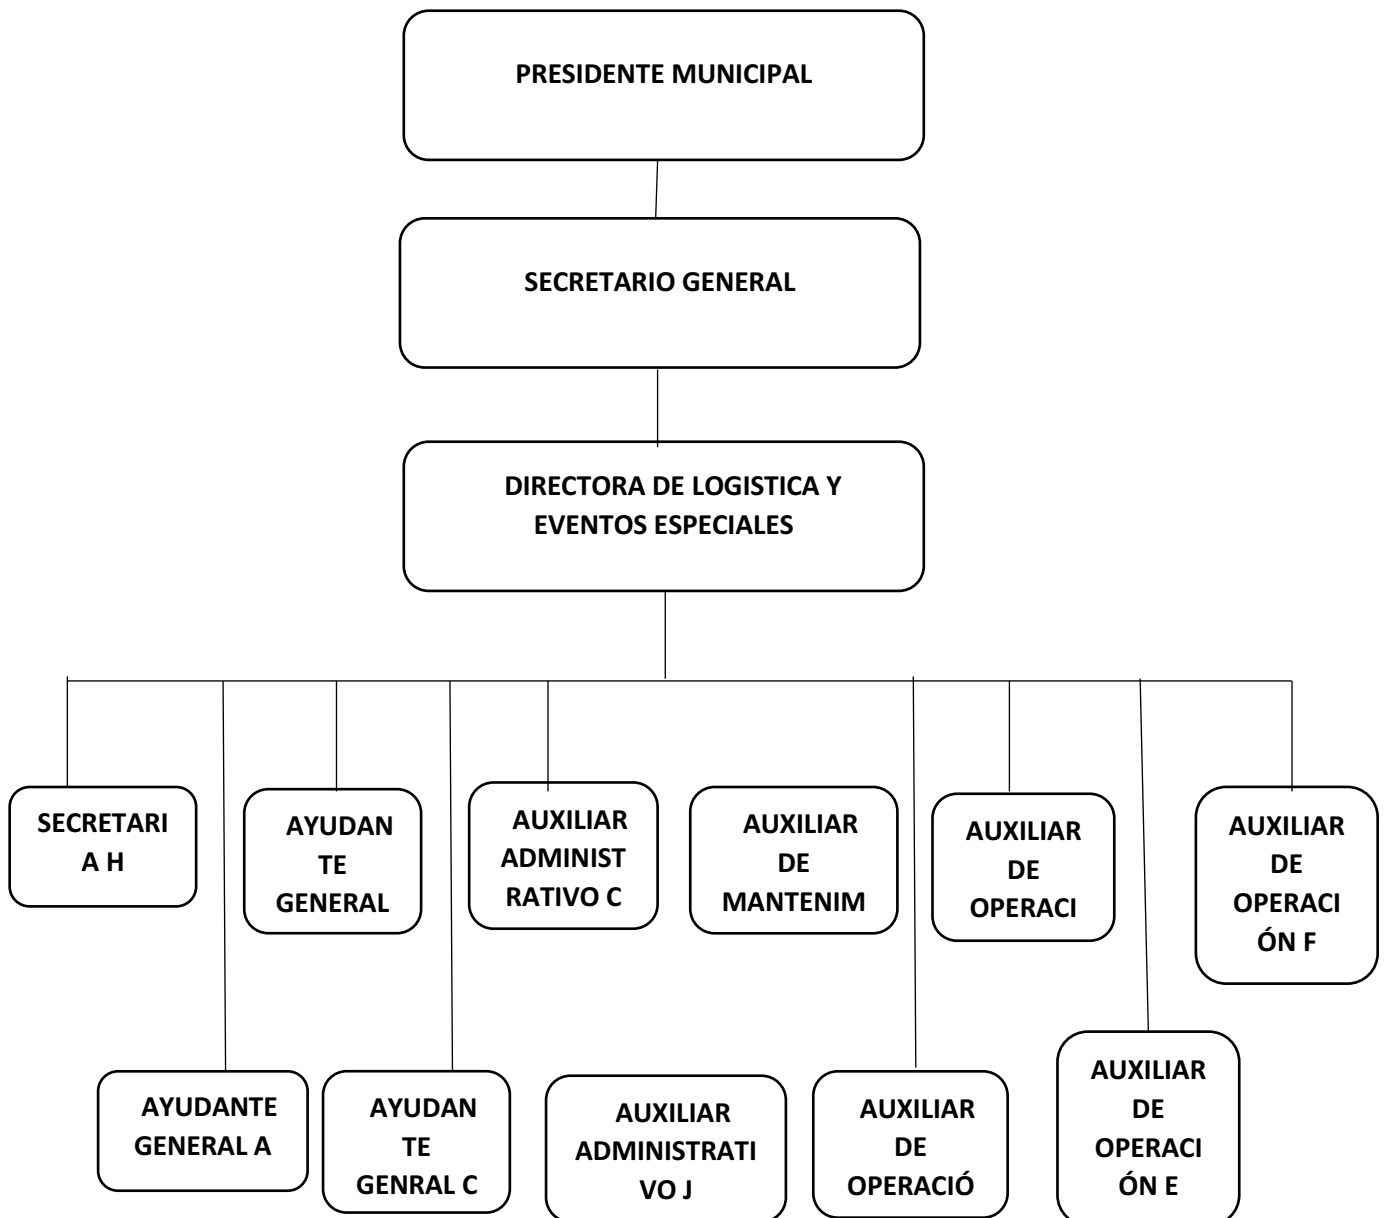 PRESIDENTE MUNICIPAL
SECRETARIO GENERAL
DIRECTORA DE LOGISTICA Y
EVENTOS ESPECIALES
SECRETARI
A H
AYUDAN
TE
GENERAL
AUXILIAR
ADMINIST
RATIVO C
AUXILIAR
DE
MANTENIM
AUXILIAR
DE
OPERACI
AUXILIAR
DE
OPERACI
ÓN F
AYUDANTE
GENERAL A
AYUDAN
TE
GENRAL C
AUXILIAR
ADMINISTRATI
VO J
AUXILIAR
DE
OPERACIÓ
AUXILIAR
DE
OPERACI
ÓN E